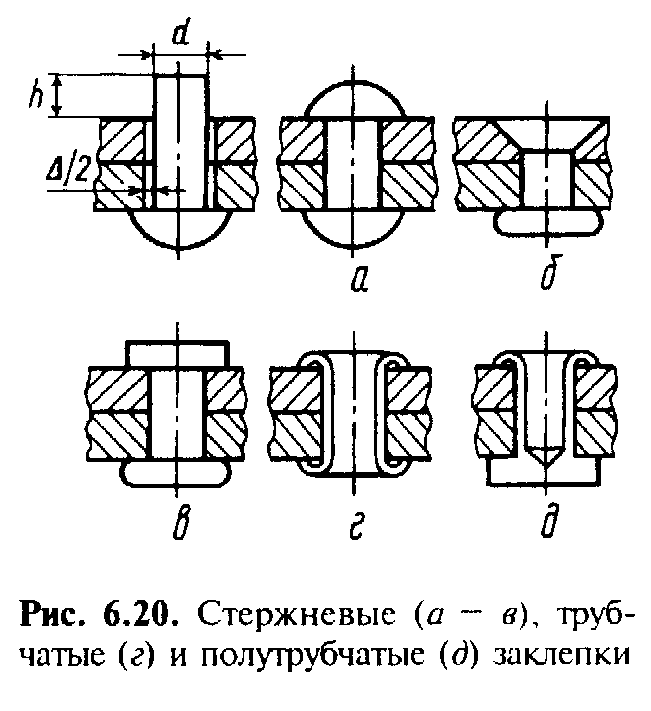 d
h
Δ/2
а
б
в
г
д
Рис. 6.20. Стержневые (а − в), труб-
чатые (г) и полутрубчатые (д) заклепки